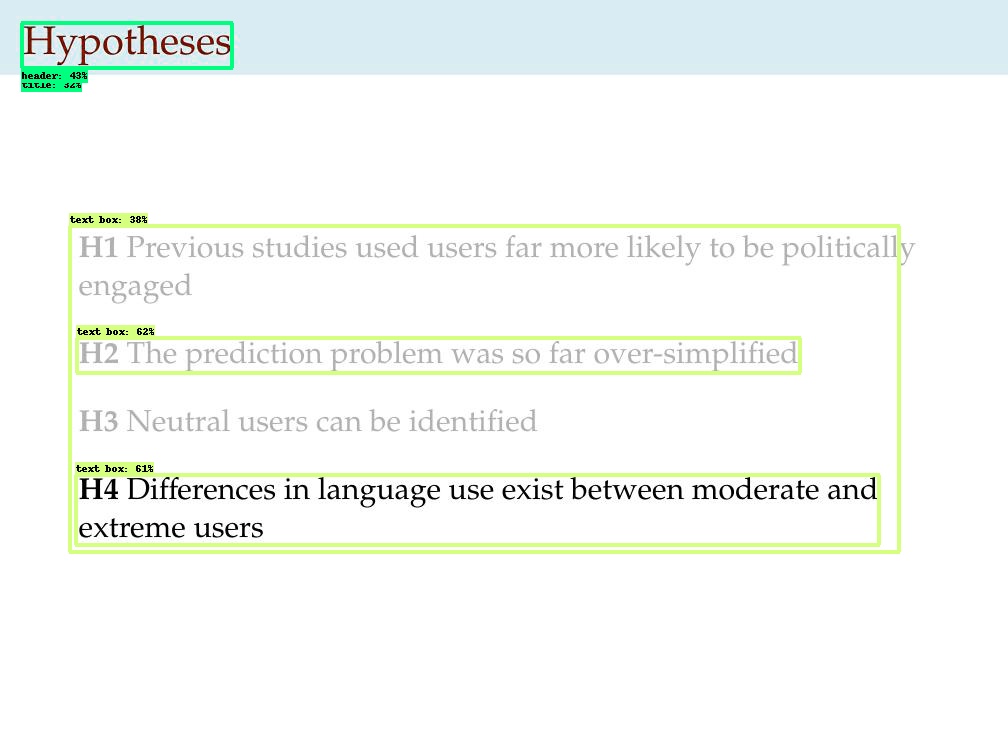 Hypotheses
header: 43%
title: 32%
text box: 38%
H1 Previous studies used users far more likely to be politically
engaged
text box: 62%
H2 The prediction problem was so far over-simplified
H3 Neutral users can be identified
text box: 61%
H4 Differences in language use exist between moderate and
extreme users